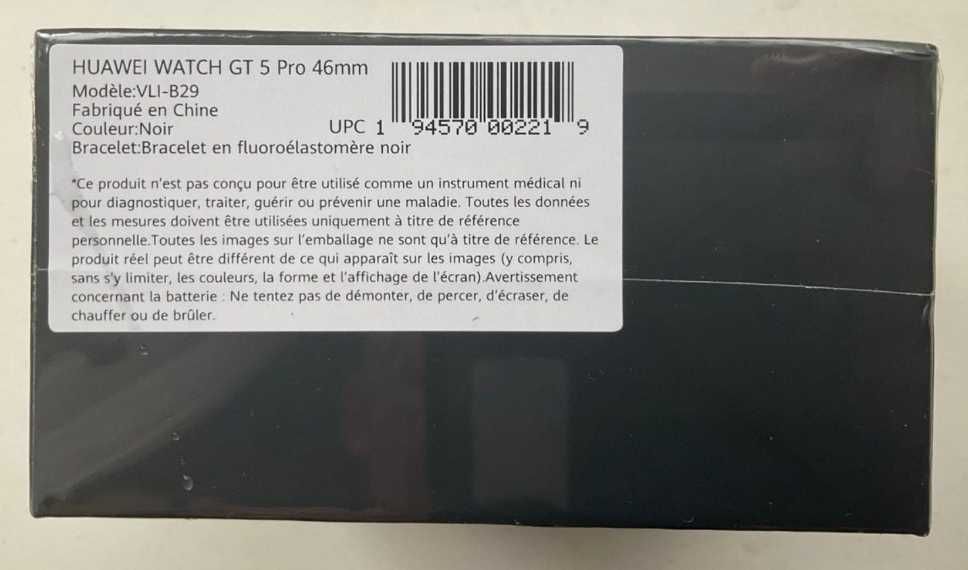 HUAWEI WATCH GT 5 Pro 46mm
Modèle:VLI-B29
Fabriqué en Chine
Couleur:Noir
UPC 1 94570 00221 9
Bracelet:Bracelet en fluoroélastomère noir
*Ce produit n'est pas conçu pour être utilisé comme un instrument médical ni
pour diagnostiquer, traiter, guérir ou prévenir une maladie. Toutes les données
et les mesures doivent être utilisées uniquement à titre de référence
personnelle.Toutes les images sur l'emballage ne sont qu'à titre de référence. Le
produit réel peut être différent de ce qui apparaît sur les images (y compris,
sans s'y limiter, les couleurs, la forme et l'affichage de l'écran).Avertissement
concernant la batterie : Ne tentez pas de démonter, de percer, d'écraser, de
chauffer ou de brûler.